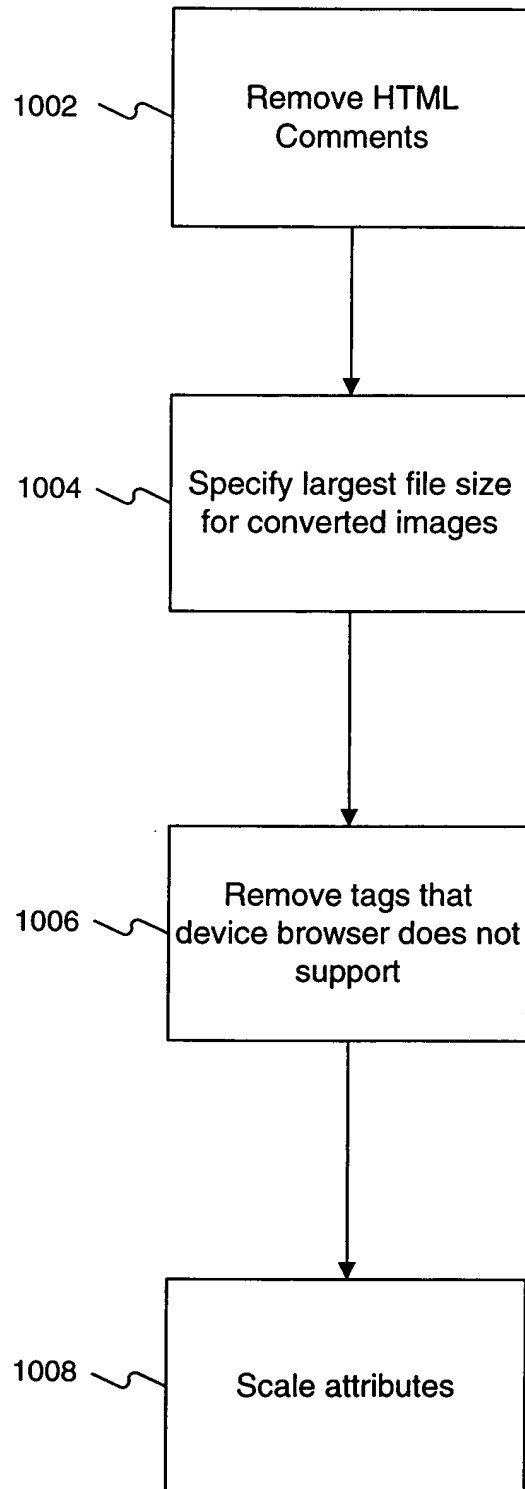 1002
Remove HTML
Comments
1004
Specify largest file size
for converted images
1006
Remove tags that
device browser does not
support
1008
Scale attributes